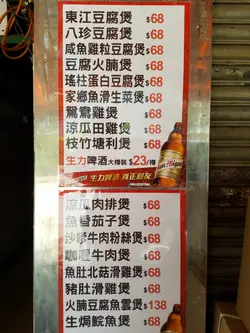 東江豆腐煲 $68
八珍豆腐煲 $68
咸魚雞粒豆腐煲 $68
豆腐火腩煲 $68
瑤柱蛋白豆腐煲 $68
家鄉魚滑生菜煲 $68
鴛鴦雞煲 $68
涼瓜田雞煲 $68
枝竹塘利煲 $68
生力啤酒 大樽裝 $23/樽
生力啤酒 真正朋友
涼瓜肉排煲 $68
魚番茄子煲 $68
沙嗲牛肉粉絲煲 $68
咖喱牛肉煲 $68
魚肚北菇滑雞煲 $68
豬肚滑雞煲 $68
火腩豆腐魚雲煲 $138
生焗鯇魚煲 $68